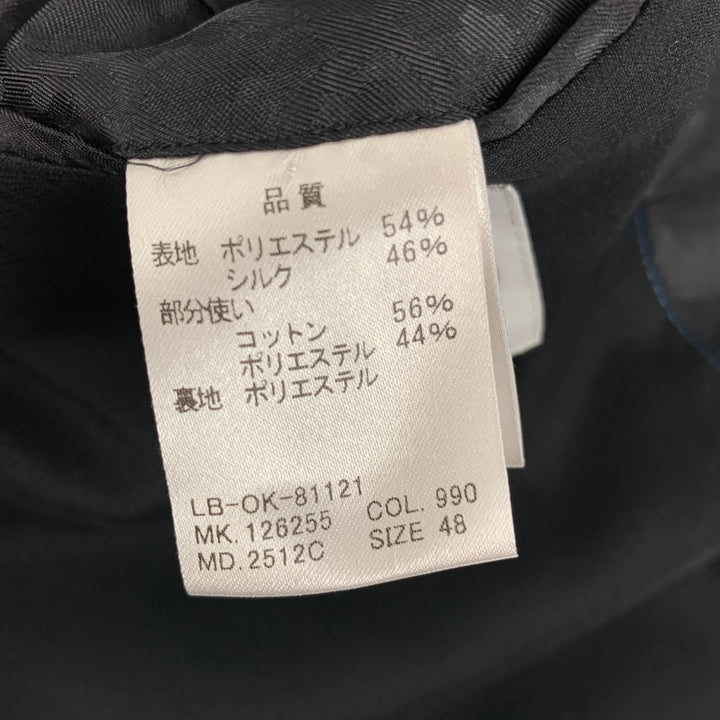 品質
表地 ポリエステル 54%
シルク 46%
部分使い
コットン 56%
ポリエステル 44%
裏地 ポリエステル
LB-OK-81121
MK. 126255 COL. 990
MD. 2512C SIZE 48